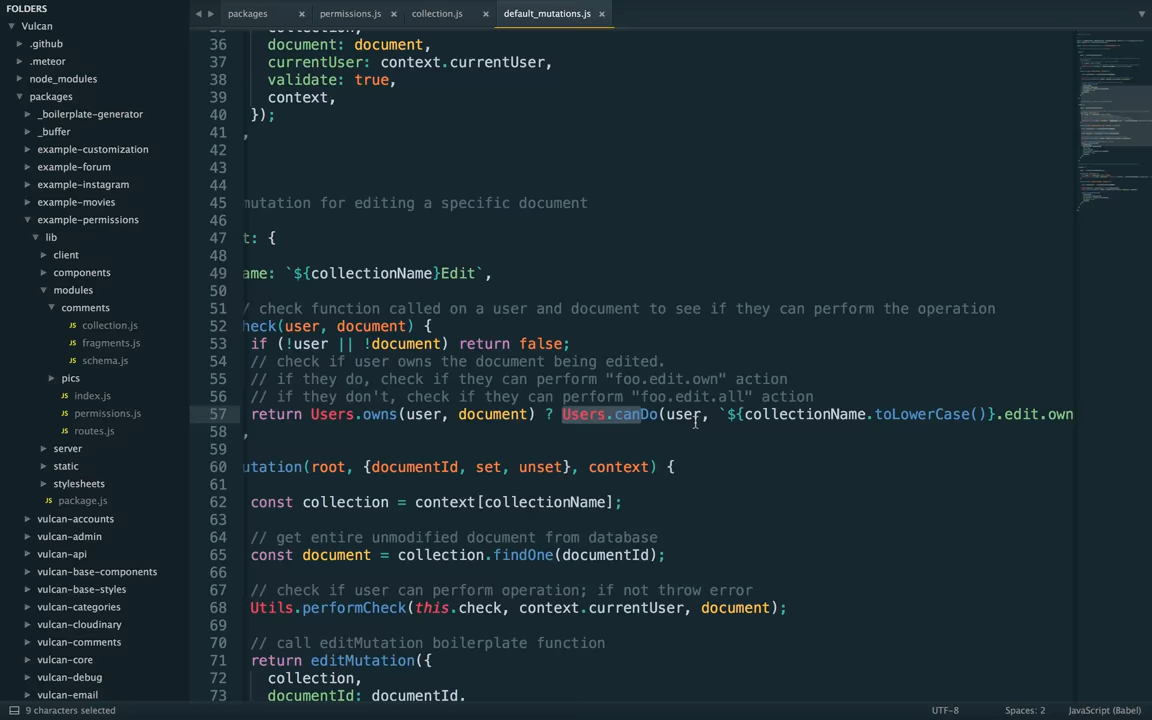 FOLDERS
Vulcan
.github
.meteor
node_modules
packages
_boilerplate-generator
_buffer
example-customization
example-forum
example-instagram
example-movies
example-permissions
lib
client
components
modules
comments
JS collection.js
JS fragments.js
JS schema.js
pics
JS index.js
JS permissions.js
JS routes.js
server
static
stylesheets
JS package.js
vulcan-accounts
vulcan-admin
vulcan-api
vulcan-base-components
vulcan-base-styles
vulcan-categories
vulcan-cloudinary
vulcan-comments
vulcan-core
vulcan-debug
vulcan-email
packages × permissions.js × collection.js × default_mutations.js ×
35 collection,
36 document: document,
37 currentUser: context.currentUser,
38 validate: true,
39 context,
40 });
41 ,
42
43
44
45 mutation for editing a specific document
46
47 t: {
48
49 ame: `${collectionName}Edit`,
50
51 / check function called on a user and document to see if they can perform the operation
52 heck(user, document) {
53 if (!user || !document) return false;
54 // check if user owns the document being edited.
55 // if they do, check if they can perform "foo.edit.own" action
56 // if they don't, check if they can perform "foo.edit.all" action
57 return Users.owns(user, document) ? Users.canDo(user, `${collectionName.toLowerCase()}.edit.own
58 ,
59
60 utation(root, {documentId, set, unset}, context) {
61
62 const collection = context[collectionName];
63
64 // get entire unmodified document from database
65 const document = collection.findOne(documentId);
66
67 // check if user can perform operation; if not throw error
68 Utils.performCheck(this.check, context.currentUser, document);
69
70 // call editMutation boilerplate function
71 return editMutation({
72 collection,
73 documentId: documentId,
9 characters selected
UTF-8 Spaces: 2 JavaScript (Babel)